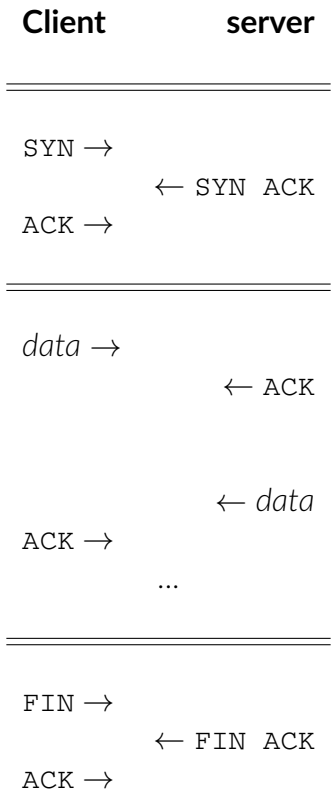 Client server
SYN →
← SYN ACK
ACK →
data →
← ACK
← data
ACK →
...
FIN →
← FIN ACK
ACK →